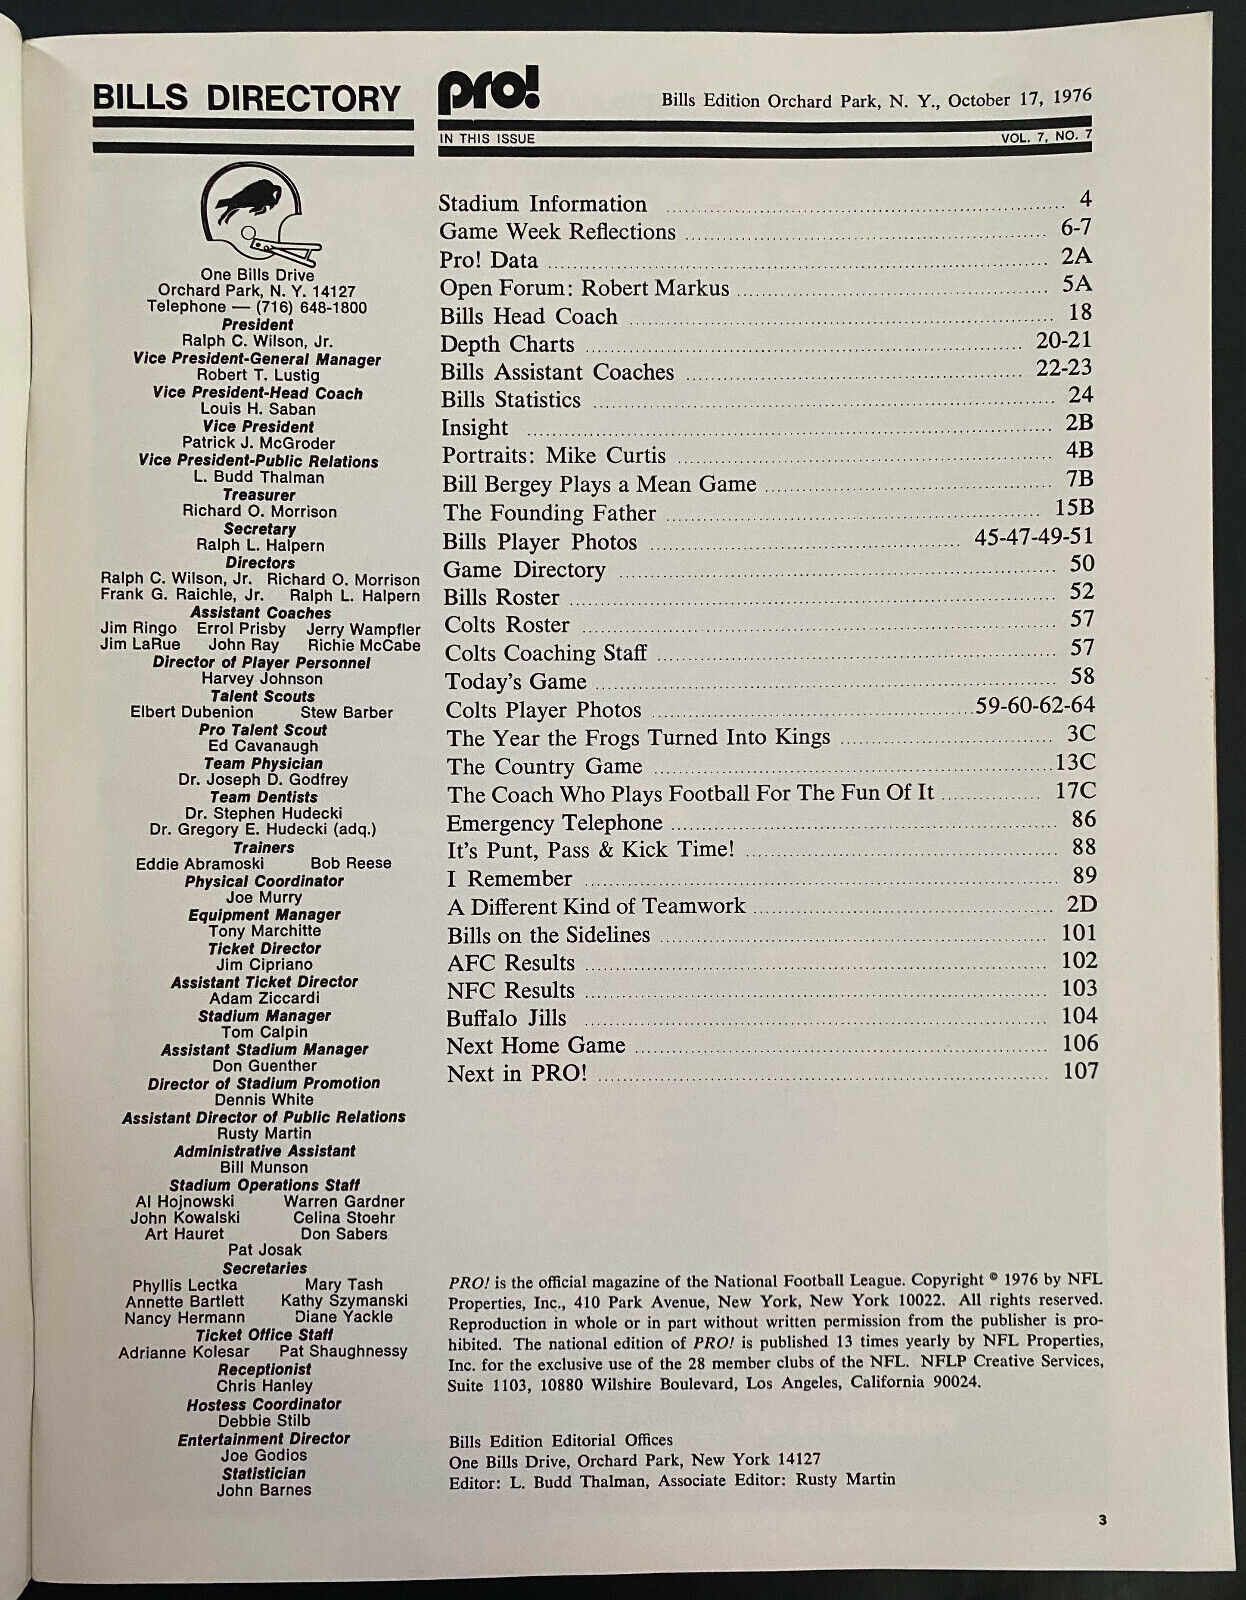 BILLS DIRECTORY
One Bills Drive
Orchard Park, N. Y. 14127
Telephone — (716) 648-1800
President
Ralph C. Wilson, Jr.
Vice President-General Manager
Robert T. Lustig
Vice President-Head Coach
Louis H. Saban
Vice President
Patrick J. McGroder
Vice President-Public Relations
L. Budd Thalman
Treasurer
Richard O. Morrison
Secretary
Ralph L. Halpern
Directors
Ralph C. Wilson, Jr. Richard O. Morrison
Frank G. Raichle, Jr. Ralph L. Halpern
Assistant Coaches
Jim Ringo Errol Prisby Jerry Wampfler
Jim LaRue John Ray Richie McCabe
Director of Player Personnel
Harvey Johnson
Talent Scouts
Elbert Dubenion Stew Barber
Pro Talent Scout
Ed Cavanaugh
Team Physician
Dr. Joseph D. Godfrey
Team Dentists
Dr. Stephen Hudecki
Dr. Gregory E. Hudecki (adq.)
Trainers
Eddie Abramoski Bob Reese
Physical Coordinator
Joe Murry
Equipment Manager
Tony Marchitte
Ticket Director
Jim Cipriano
Assistant Ticket Director
Adam Ziccardi
Stadium Manager
Tom Calpin
Assistant Stadium Manager
Don Guenther
Director of Stadium Promotion
Dennis White
Assistant Director of Public Relations
Rusty Martin
Administrative Assistant
Bill Munson
Stadium Operations Staff
Al Hojnowski Warren Gardner
John Kowalski Celina Stoehr
Art Hauret Don Sabers
Pat Josak
Secretaries
Phyllis Lectka Mary Tash
Annette Bartlett Kathy Szymanski
Nancy Hermann Diane Yackle
Ticket Office Staff
Adrianne Kolesar Pat Shaughnessy
Receptionist
Chris Hanley
Hostess Coordinator
Debbie Stilb
Entertainment Director
Joe Godios
Statistician
John Barnes
pro! Bills Edition Orchard Park, N. Y., October 17, 1976
IN THIS ISSUE VOL. 7, NO. 7
Stadium Information 4
Game Week Reflections 6-7
Pro! Data 2A
Open Forum: Robert Markus 5A
Bills Head Coach 18
Depth Charts 20-21
Bills Assistant Coaches 22-23
Bills Statistics 24
Insight 2B
Portraits: Mike Curtis 4B
Bill Bergey Plays a Mean Game 7B
The Founding Father 15B
Bills Player Photos 45-47-49-51
Game Directory 50
Bills Roster 52
Colts Roster 57
Colts Coaching Staff 57
Today's Game 58
Colts Player Photos 59-60-62-64
The Year the Frogs Turned Into Kings 3C
The Country Game 13C
The Coach Who Plays Football For The Fun Of It 17C
Emergency Telephone 86
It's Punt, Pass & Kick Time! 88
I Remember 89
A Different Kind of Teamwork 2D
Bills on the Sidelines 101
AFC Results 102
NFC Results 103
Buffalo Jills 104
Next Home Game 106
Next in PRO! 107
PRO! is the official magazine of the National Football League. Copyright © 1976 by NFL
Properties, Inc., 410 Park Avenue, New York, New York 10022. All rights reserved.
Reproduction in whole or in part without written permission from the publisher is pro-
hibited. The national edition of PRO! is published 13 times yearly by NFL Properties,
Inc. for the exclusive use of the 28 member clubs of the NFL. NFLP Creative Services,
Suite 1103, 10880 Wilshire Boulevard, Los Angeles, California 90024.
Bills Edition Editorial Offices
One Bills Drive, Orchard Park, New York 14127
Editor: L. Budd Thalman, Associate Editor: Rusty Martin
3